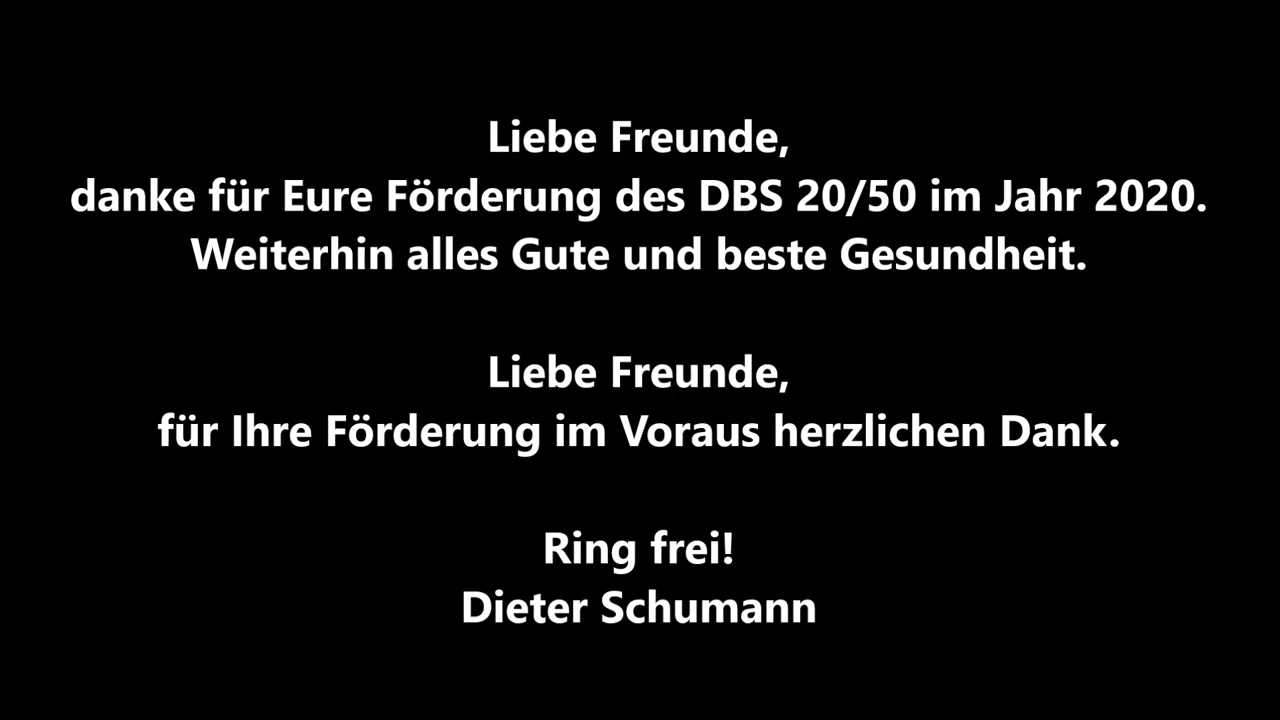 Liebe Freunde,
danke für Eure Förderung des DBS 20/50 im Jahr 2020.
Weiterhin alles Gute und beste Gesundheit.
Liebe Freunde,
für Ihre Förderung im Voraus herzlichen Dank.
Ring frei!
Dieter Schumann